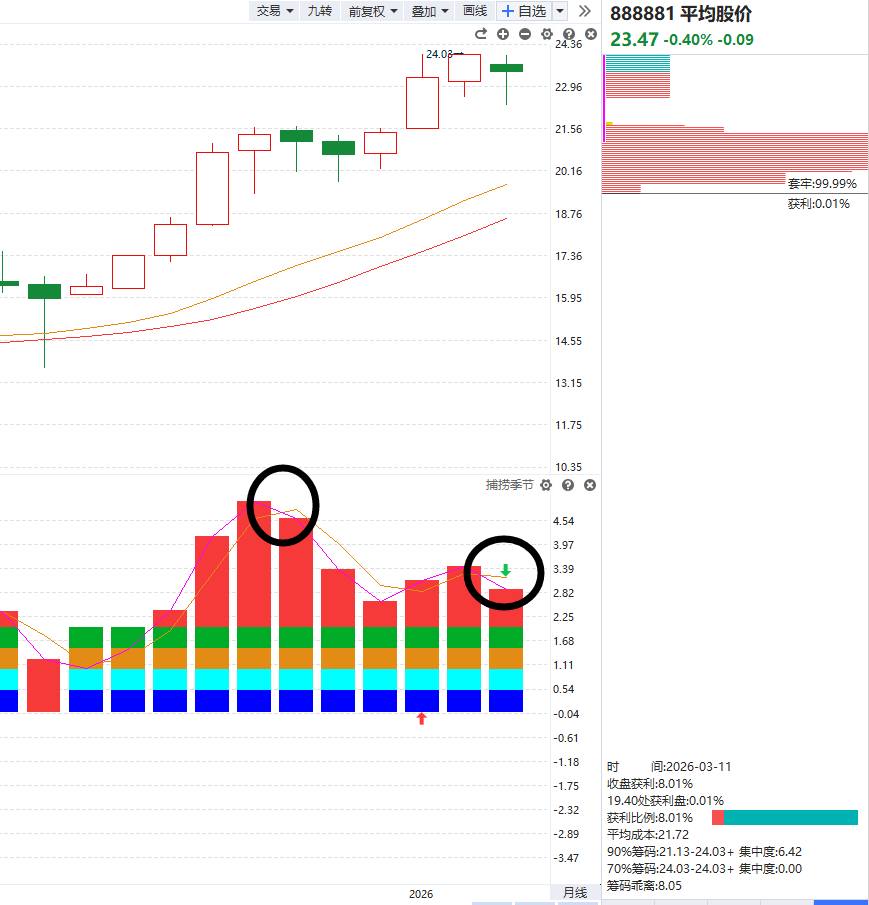 交易 九转 前复权 叠加 画线 + 自选
888881 平均股价
23.47 -0.40% -0.09
24.03→
24.36
22.96
21.56
20.16
18.76
17.36
15.95
14.55
13.15
11.75
10.35
套牢:99.99%
获利:0.01%
捕捞季节
4.54
3.97
3.39
2.82
2.25
1.68
1.11
0.54
-0.04
-0.61
-1.18
-1.75
-2.32
-2.89
-3.47
时 间:2026-03-11
收盘获利:8.01%
19.40处获利盘:0.01%
获利比例:8.01%
平均成本:21.72
90%筹码:21.13-24.03+ 集中度:6.42
70%筹码:24.03-24.03+ 集中度:0.00
筹码乖离:8.05
2026
月线